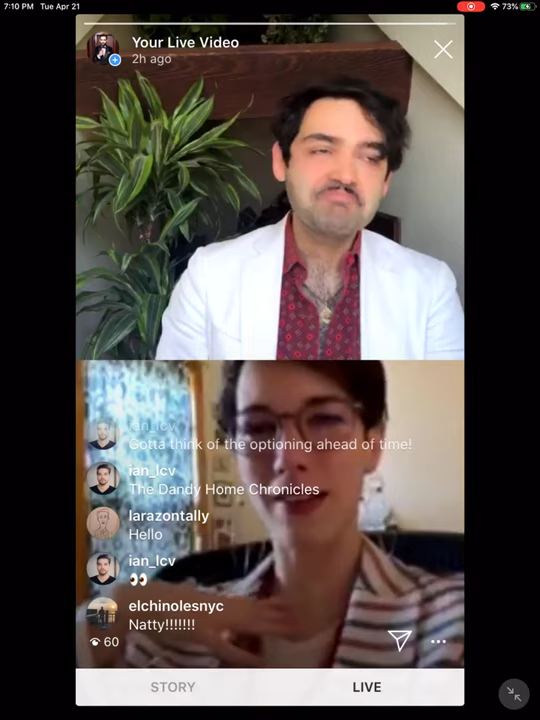 7:10 PM Tue Apr 21
73%
Your Live Video
2h ago
ian_lcv
Gotta think of the optioning ahead of time!
ian_lcv
The Dandy Home Chronicles
larazontally
Hello
ian_lcv
👀
elchinolesnyc
Natty!!!!!!!
60
STORY LIVE